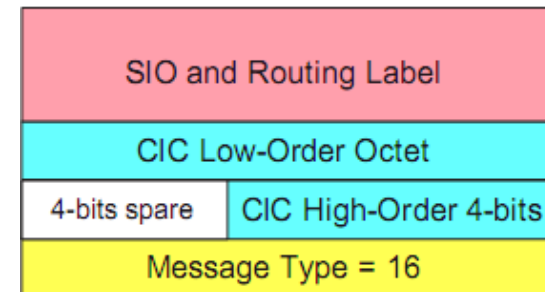 SIO and Routing Label
CIC Low-Order Octet
4-bits spare CIC High-Order 4-bits
Message Type = 16